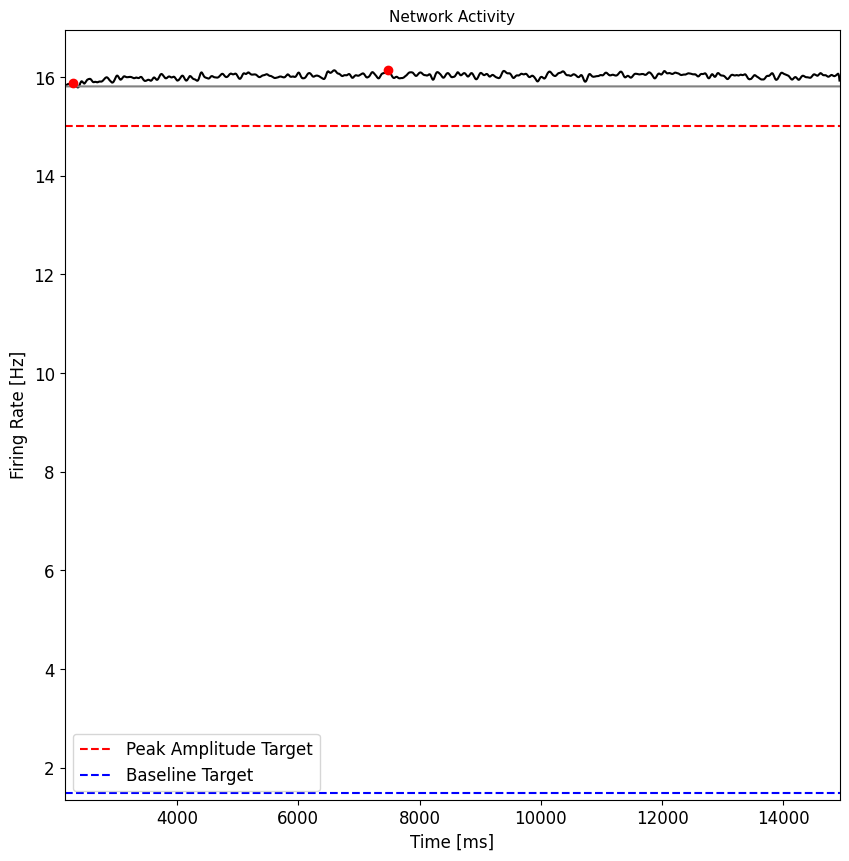 Network Activity
16
14
12
10
8
6
4
2
Firing Rate [Hz]
Peak Amplitude Target
Baseline Target
4000 6000 8000 10000 12000 14000
Time [ms]